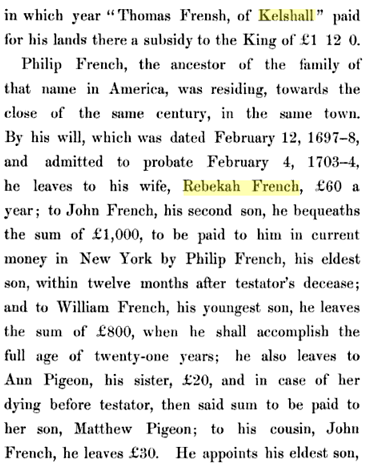 in which year "Thomas Frensh, of Kelshall" paid
for his lands there a subsidy to the King of £1 12 0.
Philip French, the ancestor of the family of
that name in America, was residing, towards the
close of the same century, in the same town.
By his will, which was dated February 12, 1697-8,
and admitted to probate February 4, 1703-4,
he leaves to his wife, Rebekah French, £60 a
year; to John French, his second son, he bequeaths
the sum of £1,000, to be paid to him in current
money in New York by Philip French, his eldest
son, within twelve months after testator's decease;
and to William French, his youngest son, he leaves
the sum of £800, when he shall accomplish the
full age of twenty-one years; he also leaves to
Ann Pigeon, his sister, £20, and in case of her
dying before testator, then said sum to be paid to
her son, Matthew Pigeon; to his cousin, John
French, he leaves £30. He appoints his eldest son,